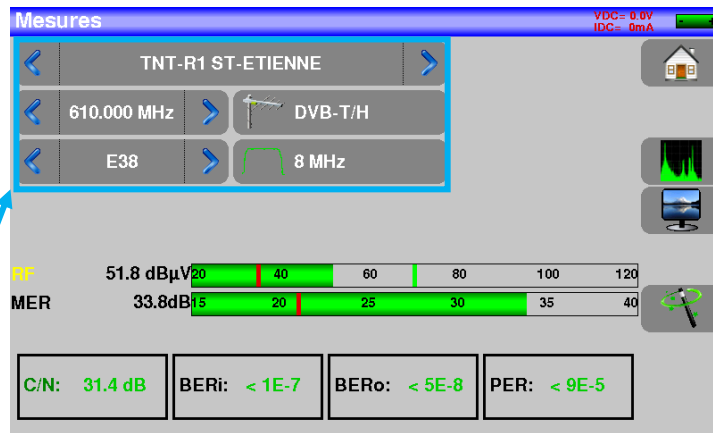 Mesures
VDC= 0.0V
IDC= 0mA
TNT-R1 ST-ETIENNE
610.000 MHz
DVB-T/H
E38
8 MHz
RF 51.8 dBµV 20 40 60 80 100 120
MER 33.8dB 15 20 25 30 35 40
C/N: 31.4 dB BERi: < 1E-7 BERo: < 5E-8 PER: < 9E-5